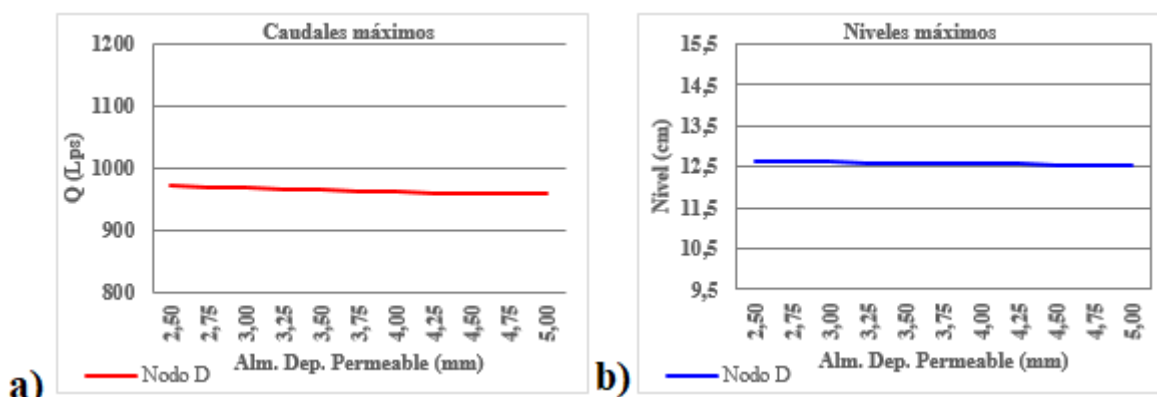 Caudales máximos
1200
1100
1000
900
800
Q (Lps)
2,50 2,75 3,00 3,25 3,50 3,75 4,00 4,25 4,50 4,75 5,00
Alm. Dep. Permeable (mm)
Nodo D
a)
Niveles máximos
15,5
14,5
13,5
12,5
11,5
10,5
9,5
Nivel (cm)
2,50 2,75 3,00 3,25 3,50 3,75 4,00 4,25 4,50 4,75 5,00
Alm. Dep. Permeable (mm)
Nodo D
b)